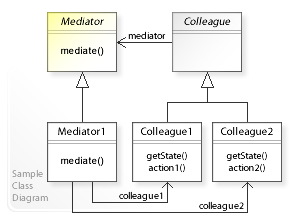 Mediator
mediate()
mediator
Colleague
Mediator1
mediate()
Colleague1
getState()
action1()
Colleague2
getState()
action2()
colleague1
colleague2
Sample
Class
Diagram